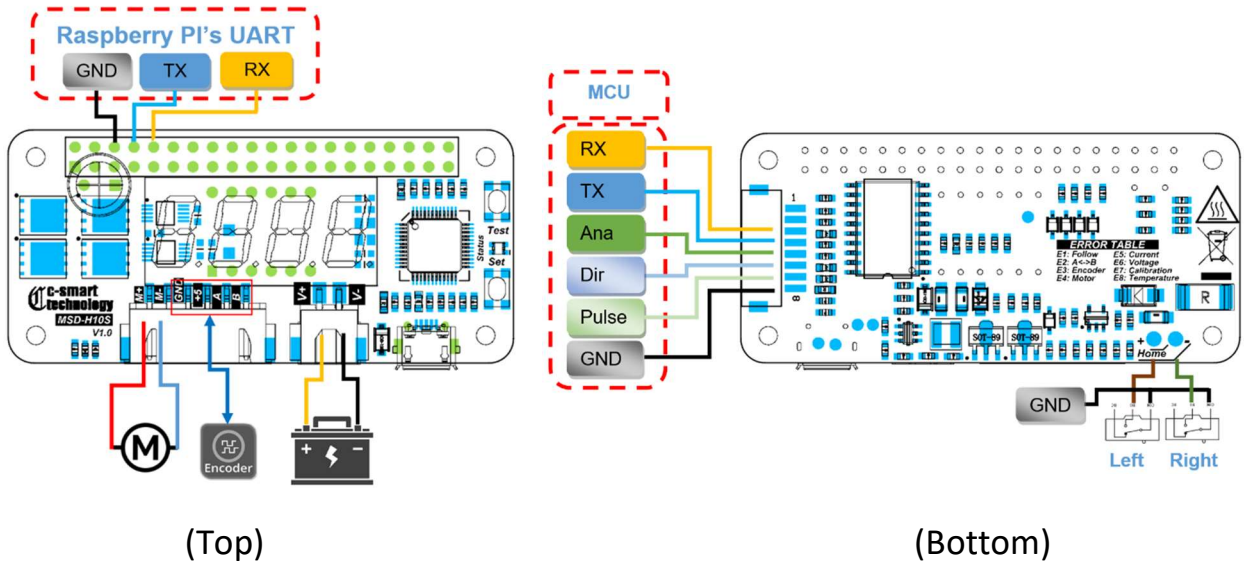 Raspberry PI's UART
GND TX RX
Test
Status
Set
c-smart
technology
MSD-H10S
V1.0
M+ M+ GND +5 A B
V+ V-
M
Encoder
+ -
(Top)
MCU
RX
TX
Ana
Dir
Pulse
GND
1
8
ERROR TABLE
E1: Follow E5: Current
E2: A<->B E6: Voltage
E3: Encoder E7: Calibration
E4: Motor E8: Temperature
R
SOT-89 SOT-89
+ -
Home
GND
Left Right
(Bottom)